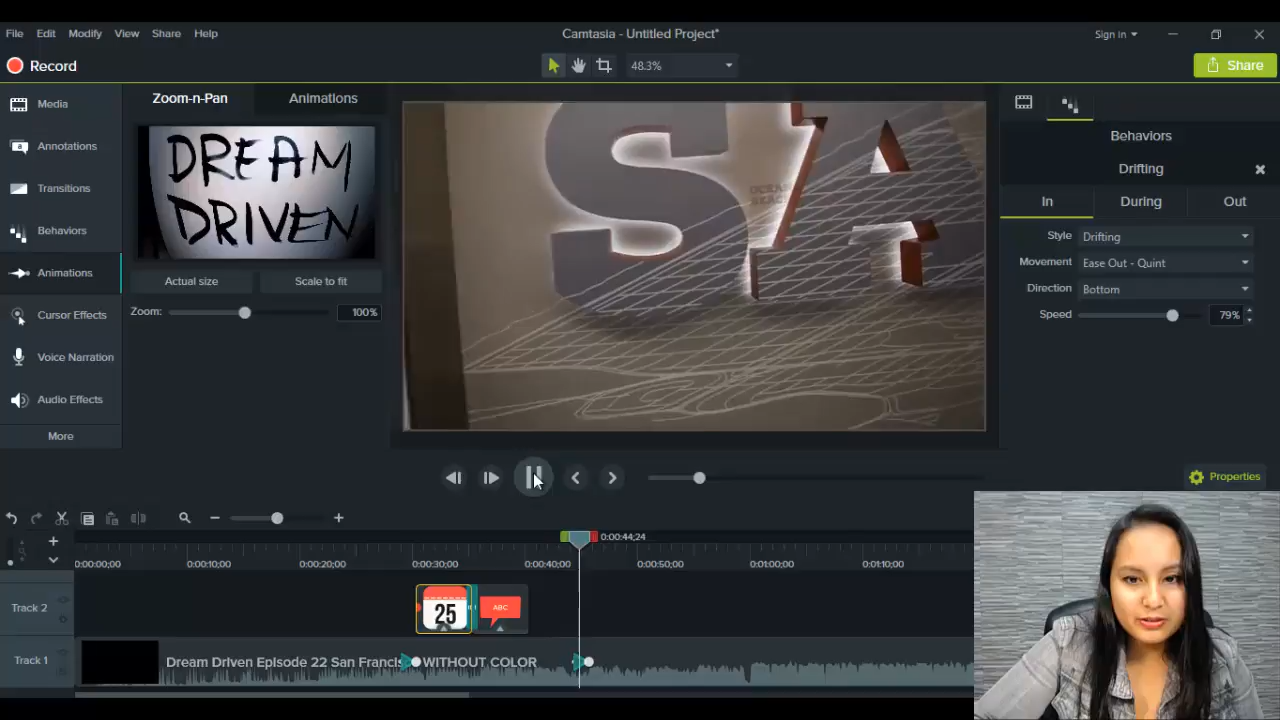 File Edit Modify View Share Help
Camtasia - Untitled Project*
Sign in
Record
48.3%
Share
Media
Annotations
Transitions
Behaviors
Animations
Cursor Effects
Voice Narration
Audio Effects
More
Zoom-n-Pan Animations
DREAM
DRIVEN
Actual size Scale to fit
Zoom: 100%
OCEAN
BEACH
Behaviors
Drifting
In During Out
Style Drifting
Movement Ease Out - Quint
Direction Bottom
Speed 79%
Properties
0:00:44;24
0:00:00;00 0:00:10;00 0:00:20;00 0:00:30;00 0:00:40;00 0:00:50;00 0:01:00;00 0:01:10;00
Track 2
25
ABC
Track 1
Dream Driven Episode 22 San Francis WITHOUT COLOR